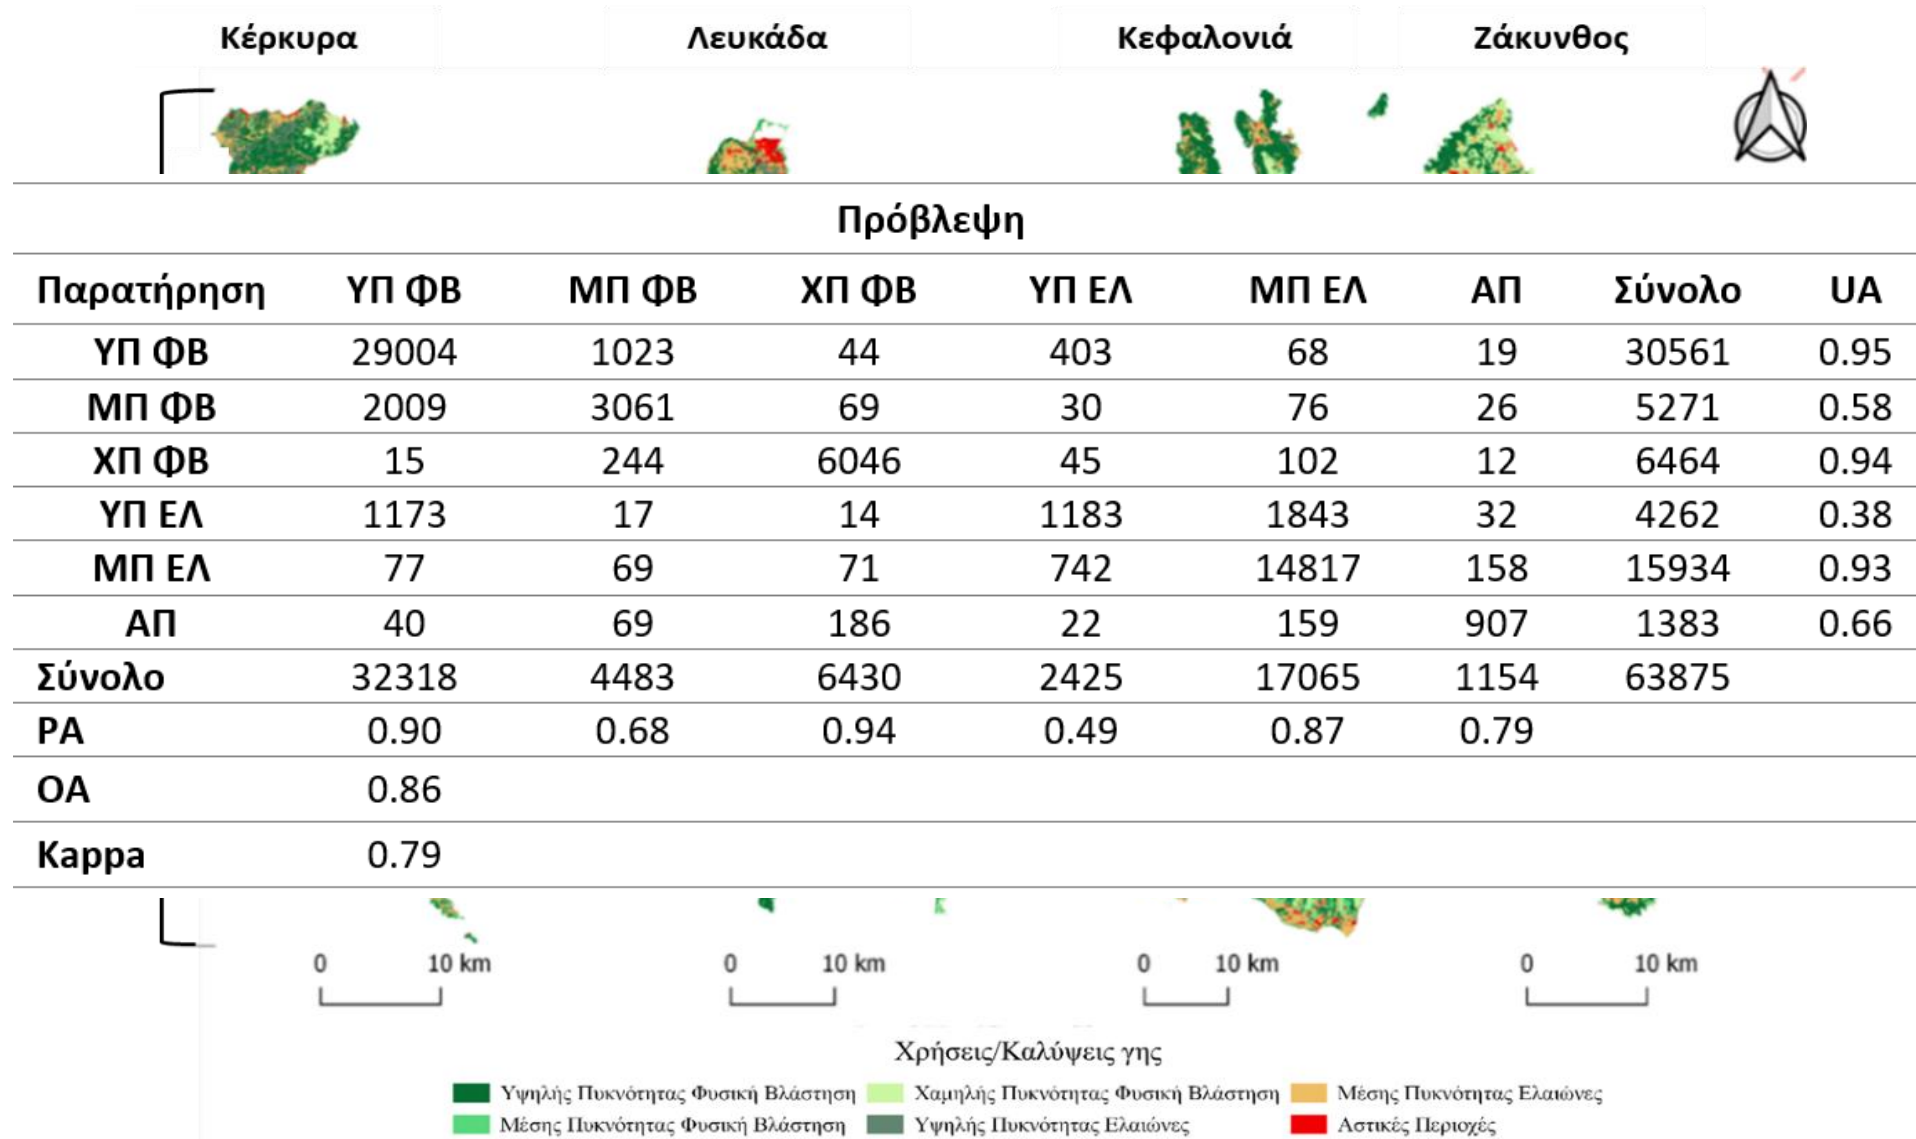 Κέρκυρα Λευκάδα Κεφαλονιά Ζάκυνθος
Πρόβλεψη
Παρατήρηση ΥΠ ΦΒ ΜΠ ΦΒ ΧΠ ΦΒ ΥΠ ΕΛ ΜΠ ΕΛ ΑΠ Σύνολο UA
ΥΠ ΦΒ 29004 1023 44 403 68 19 30561 0.95
ΜΠ ΦΒ 2009 3061 69 30 76 26 5271 0.58
ΧΠ ΦΒ 15 244 6046 45 102 12 6464 0.94
ΥΠ ΕΛ 1173 17 14 1183 1843 32 4262 0.38
ΜΠ ΕΛ 77 69 71 742 14817 158 15934 0.93
ΑΠ 40 69 186 22 159 907 1383 0.66
Σύνολο 32318 4483 6430 2425 17065 1154 63875
PA 0.90 0.68 0.94 0.49 0.87 0.79
OA 0.86
Kappa 0.79
0 10 km 0 10 km 0 10 km 0 10 km
Χρήσεις/Καλύψεις γης
Υψηλής Πυκνότητας Φυσική Βλάστηση Χαμηλής Πυκνότητας Φυσική Βλάστηση Μέσης Πυκνότητας Ελαιώνες
Μέσης Πυκνότητας Φυσική Βλάστηση Υψηλής Πυκνότητας Ελαιώνες Αστικές Περιοχές